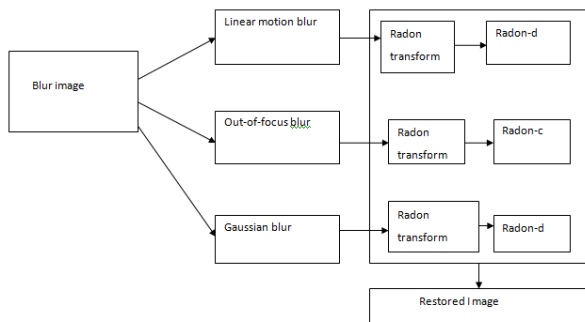 Linear motion blur
Radon
transform
Radon-d
Blur image
Out-of-focus blur
Radon
transform
Radon-c
Gaussian blur
Radon
transform
Radon-d
Restored Image